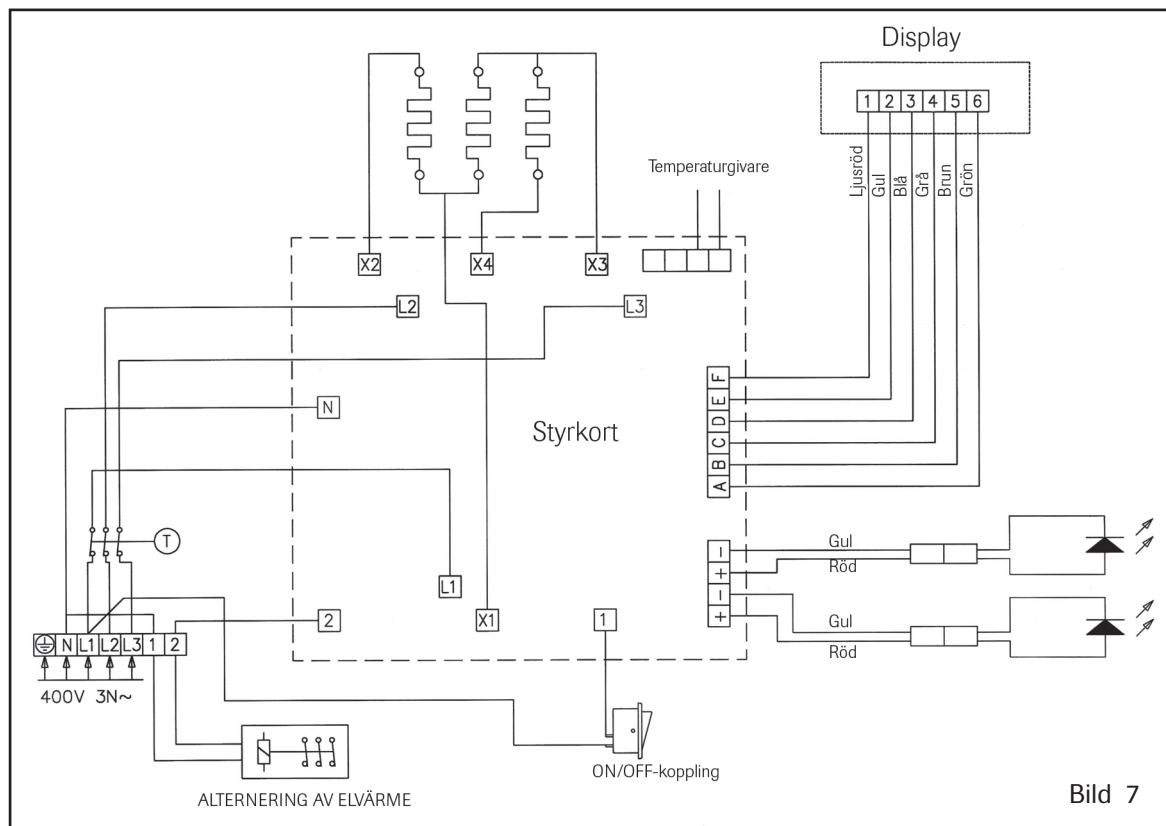 Display
1 2 3 4 5 6
Ljusröd
Gul
Blå
Grå
Brun
Grön
Temperaturgivare
X2 X4 X3
L2 L3
N
Styrkort
F
E
D
C
B
A
T
L1
2 X1 1
−
+
−
+
Gul
Röd
Gul
Röd
N L1 L2 L3 1 2
400V 3N~
ON/OFF-koppling
ALTERNERING AV ELVÄRME
Bild 7